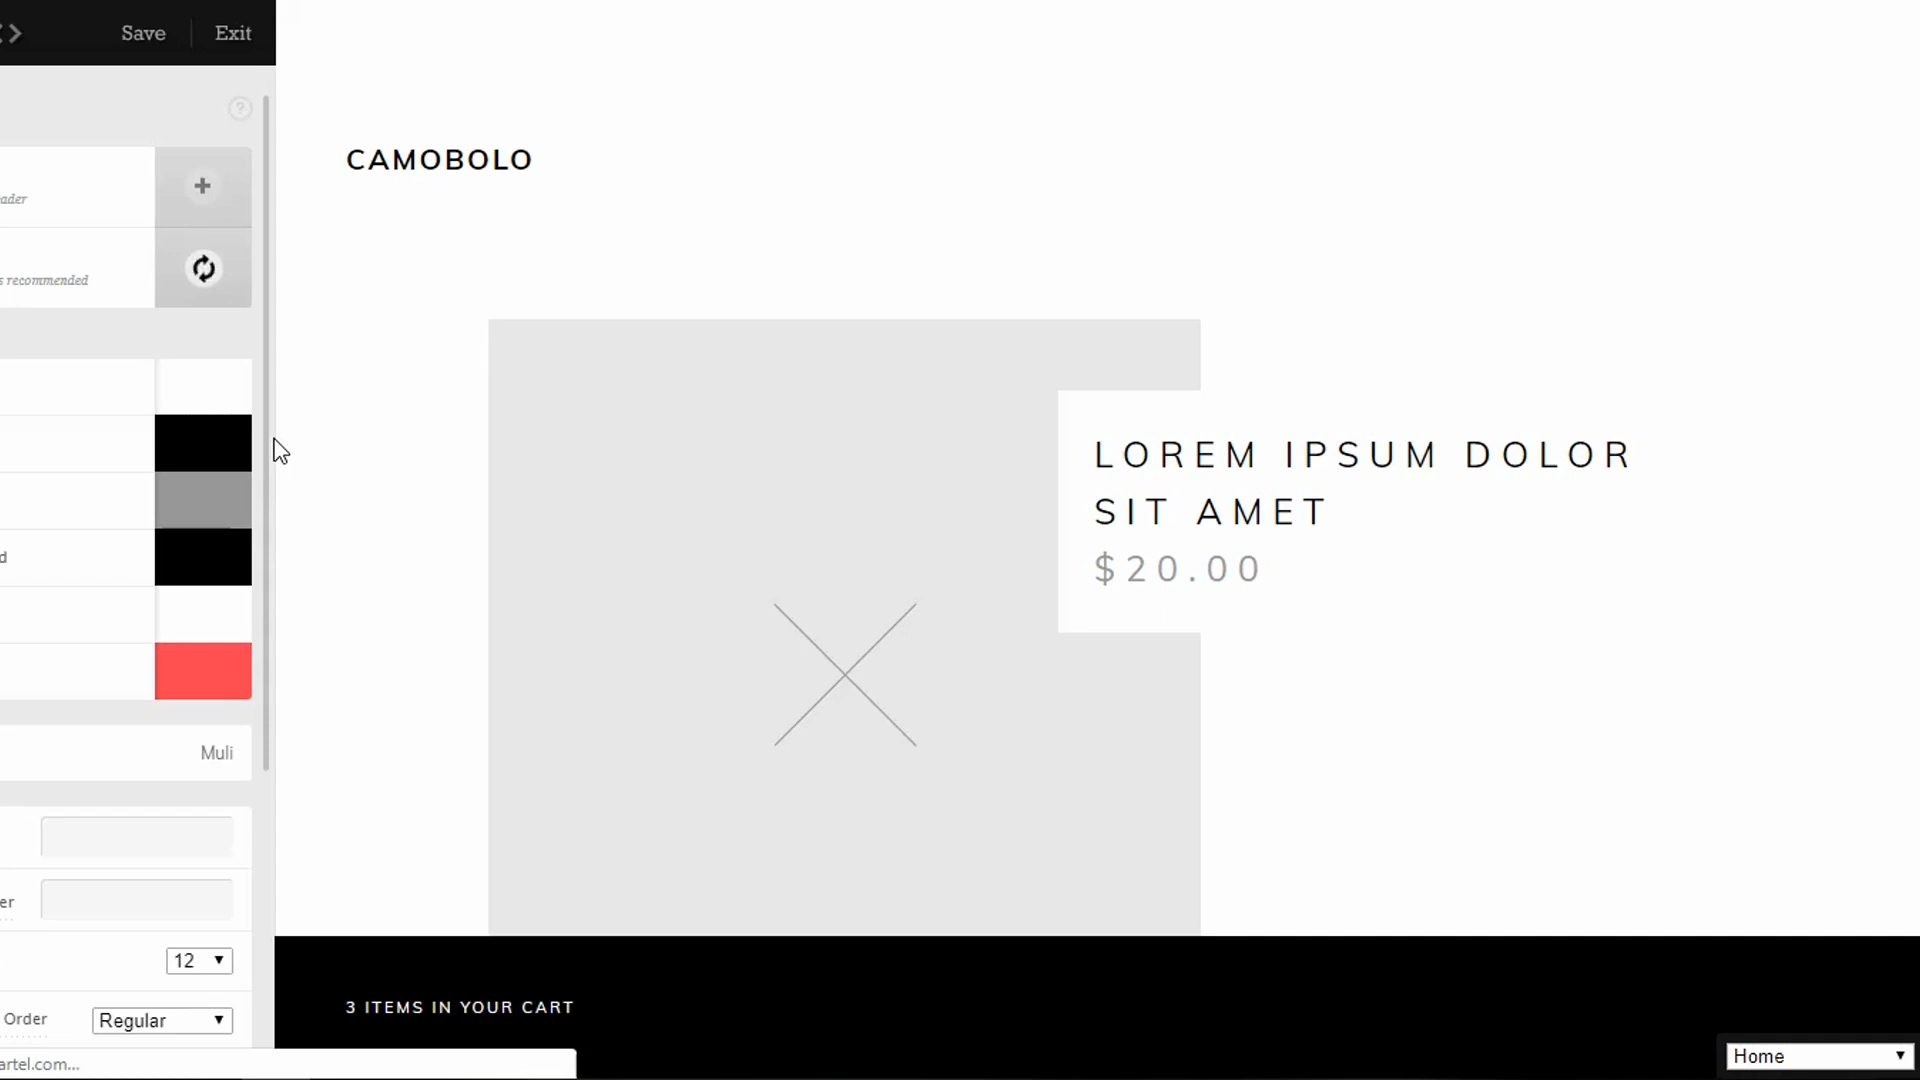 Save
Exit
?
CAMOBOLO
ader
s recommended
LOREM IPSUM DOLOR
SIT AMET
$20.00
d
Muli
er
12
Order
Regular
3 ITEMS IN YOUR CART
artel.com...
Home